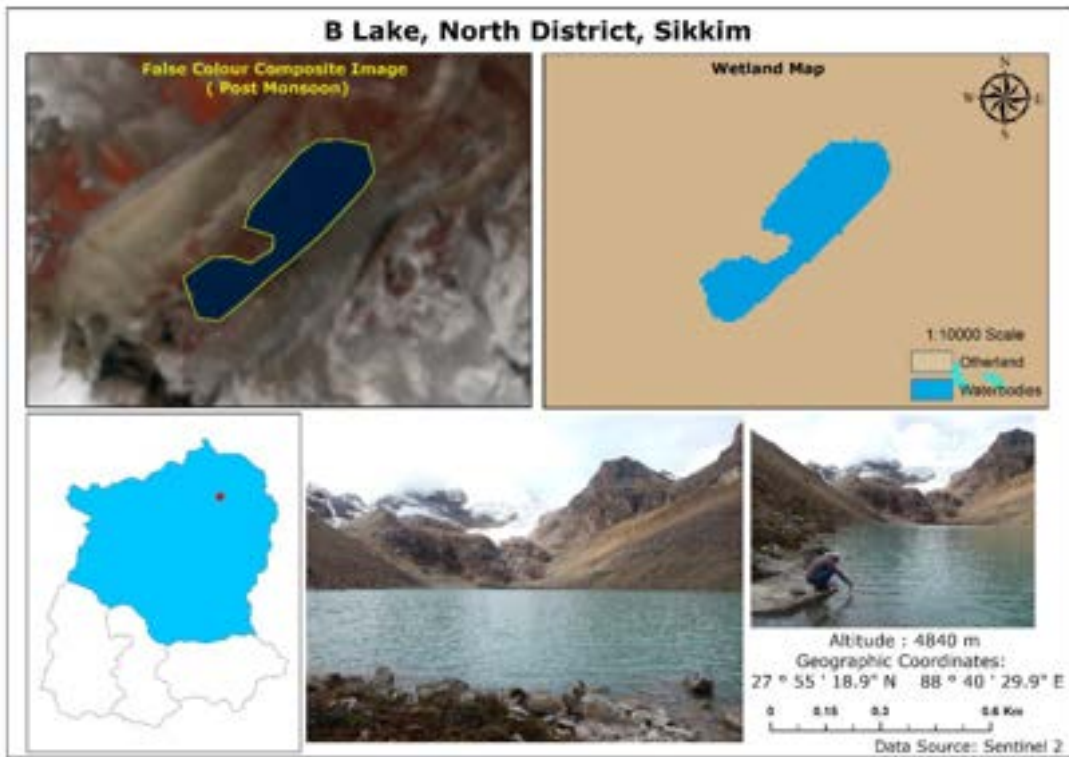 B Lake, North District, Sikkim
False Colour Composite Image
( Post Monsoon)
Wetland Map
N
W E
S
1:10000 Scale
Otherland
Waterbodies
Altitude : 4840 m
Geographic Coordinates:
27 ° 55 ' 18.9" N 88 ° 40 ' 29.9" E
0 0.15 0.3 0.6 Km
Data Source: Sentinel 2